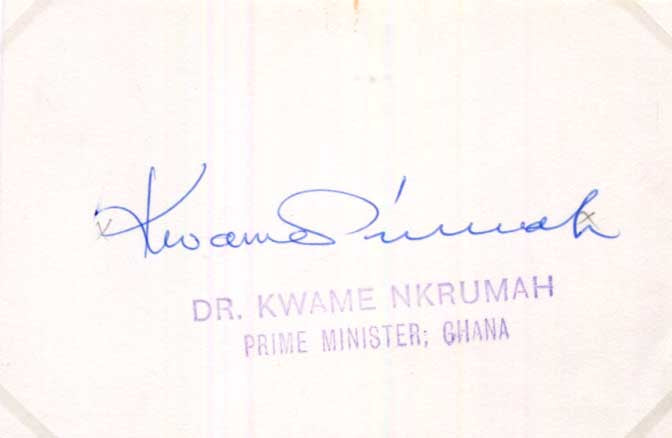 Kwame Nkrumah
DR. KWAME NKRUMAH
PRIME MINISTER; GHANA